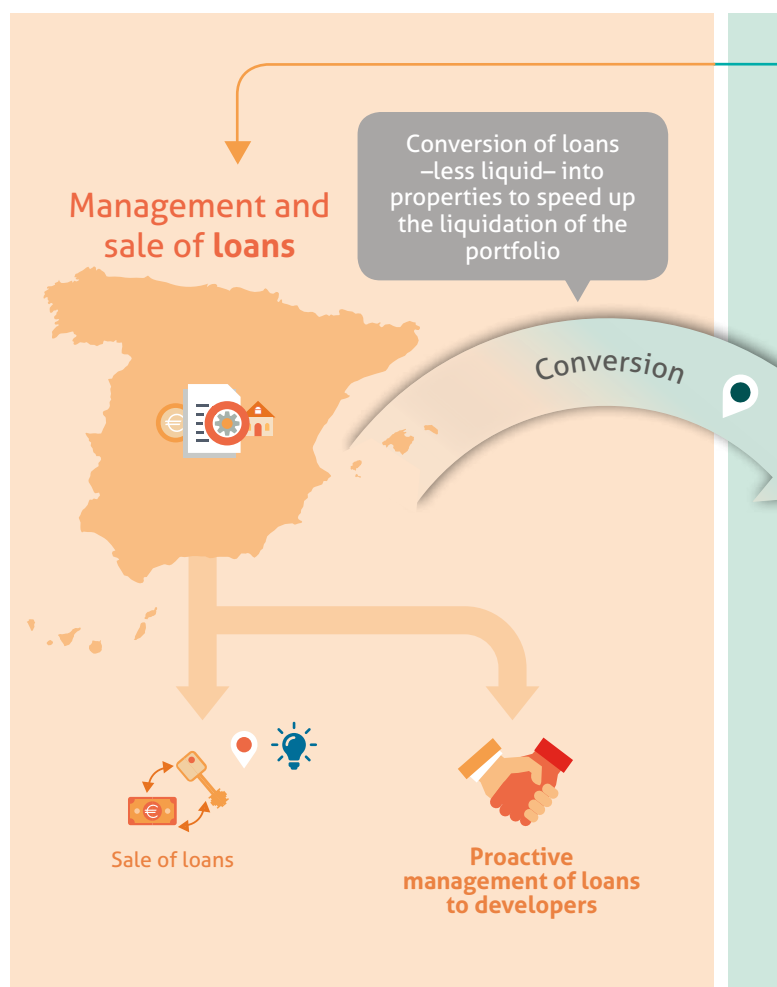 Conversion of loans
–less liquid– into
properties to speed up
the liquidation of the
portfolio
Management and
sale of loans
Conversion
Sale of loans
Proactive
management of loans
to developers